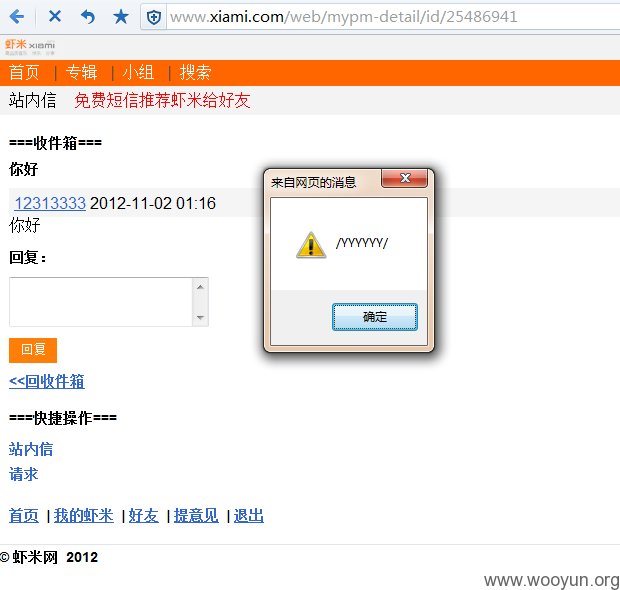 www.xiami.com/web/mypm-detail/id/25486941
虾米 xiami
首页 | 专辑 | 小组 | 搜索
站内信 免费短信推荐虾米给好友
===收件箱===
你好
12313333 2012-11-02 01:16
你好
回复：
回复
<<回收件箱
===快捷操作===
站内信
请求
首页 | 我的虾米 | 好友 | 提意见 | 退出
© 虾米网 2012
来自网页的消息
/YYYYYY/
确定
www.wooyun.org